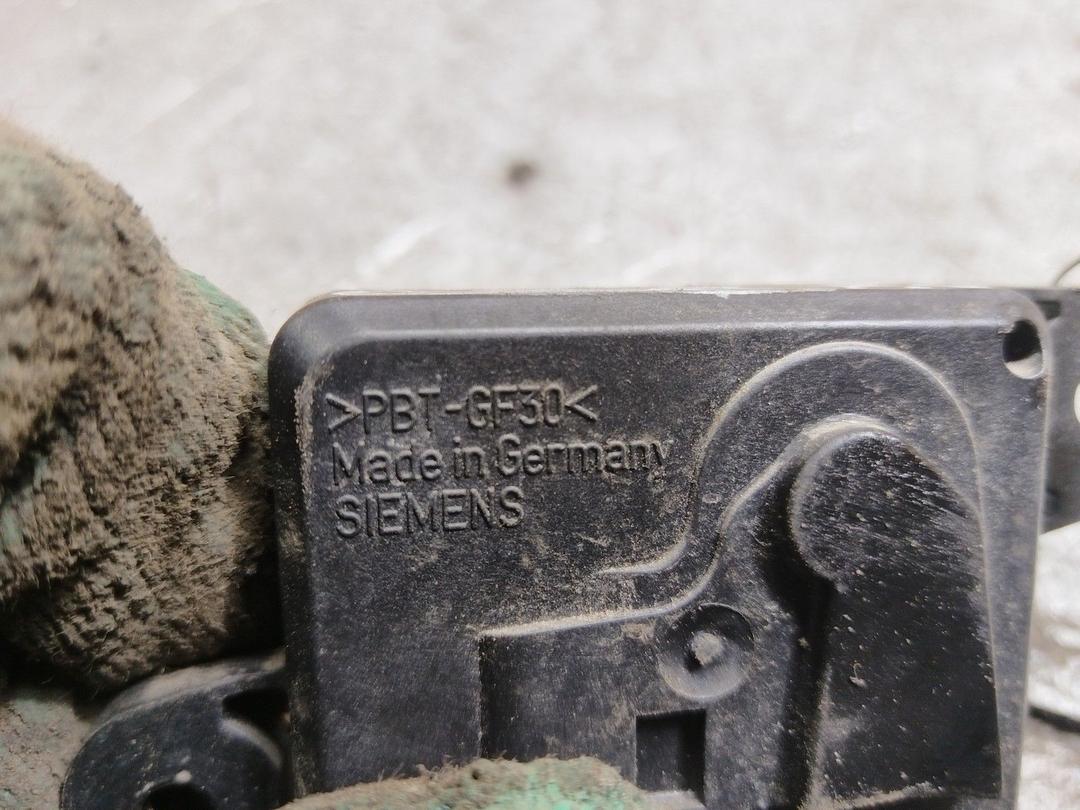 >PBT-GF30<
Made in Germany
SIEMENS